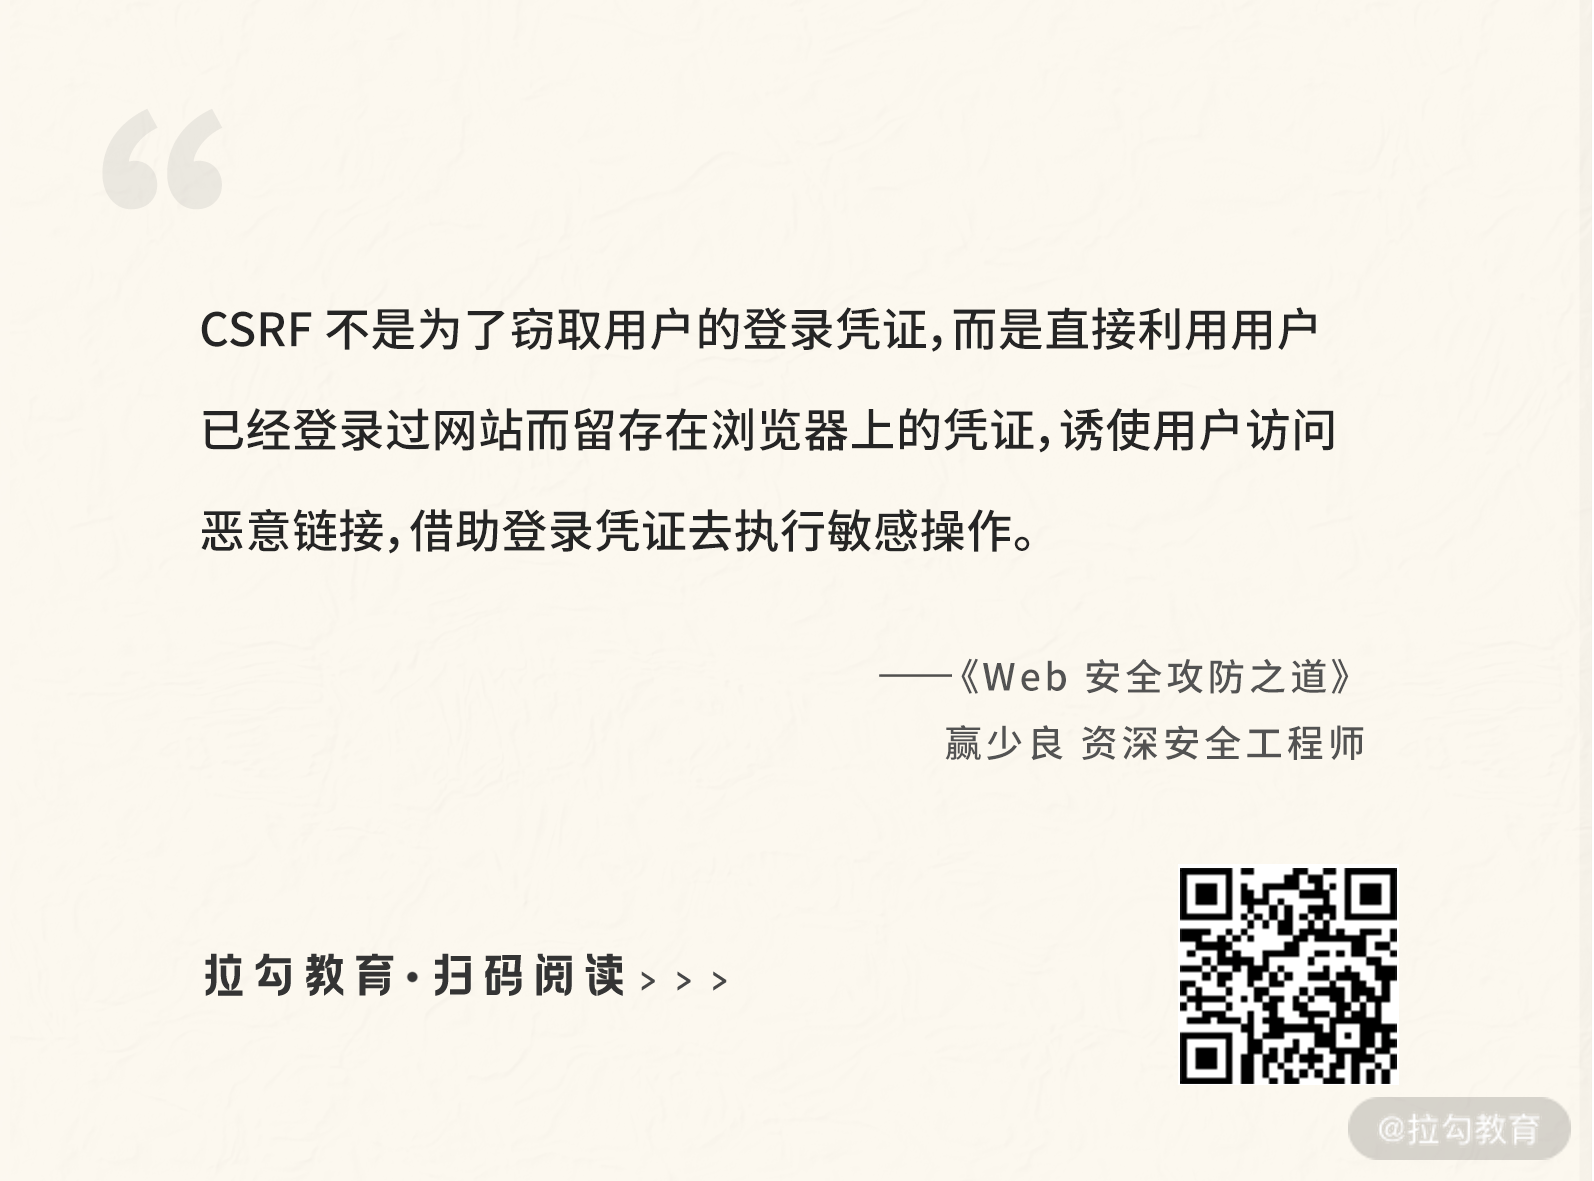 CSRF 不是为了窃取用户的登录凭证，而是直接利用用户
已经登录过网站而留存在浏览器上的凭证，诱使用户访问
恶意链接，借助登录凭证去执行敏感操作。
——《Web 安全攻防之道》
赢少良 资深安全工程师
拉勾教育·扫码阅读 > > >
@拉勾教育